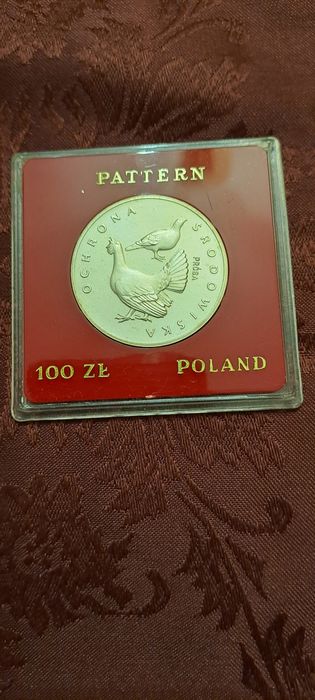 PATTERN
OCHRONA ŚRODOWISKA
PRÓBA
100 ZŁ POLAND